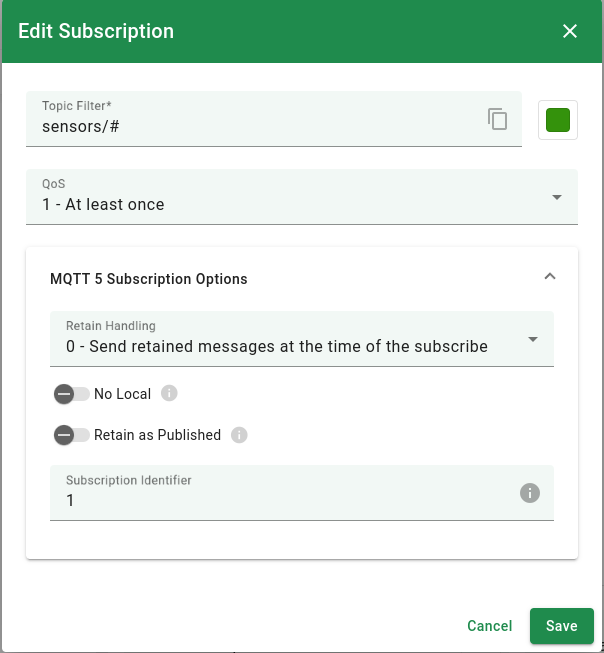 Edit Subscription
Topic Filter*
sensors/#
QoS
1 - At least once
MQTT 5 Subscription Options
Retain Handling
0 - Send retained messages at the time of the subscribe
No Local
Retain as Published
Subscription Identifier
1
Cancel
Save